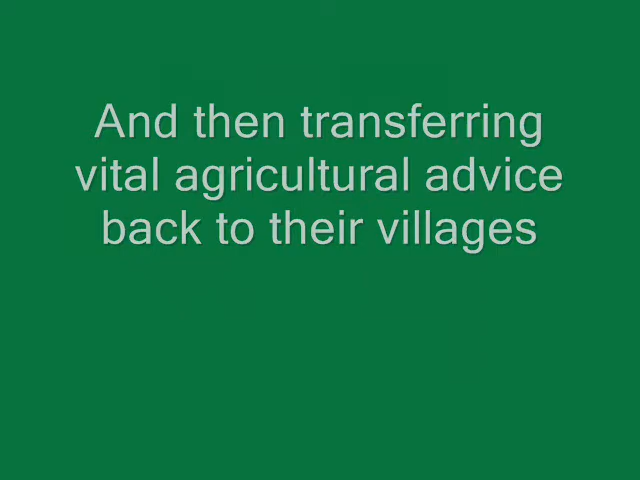 And then transferring
vital agricultural advice
back to their villages